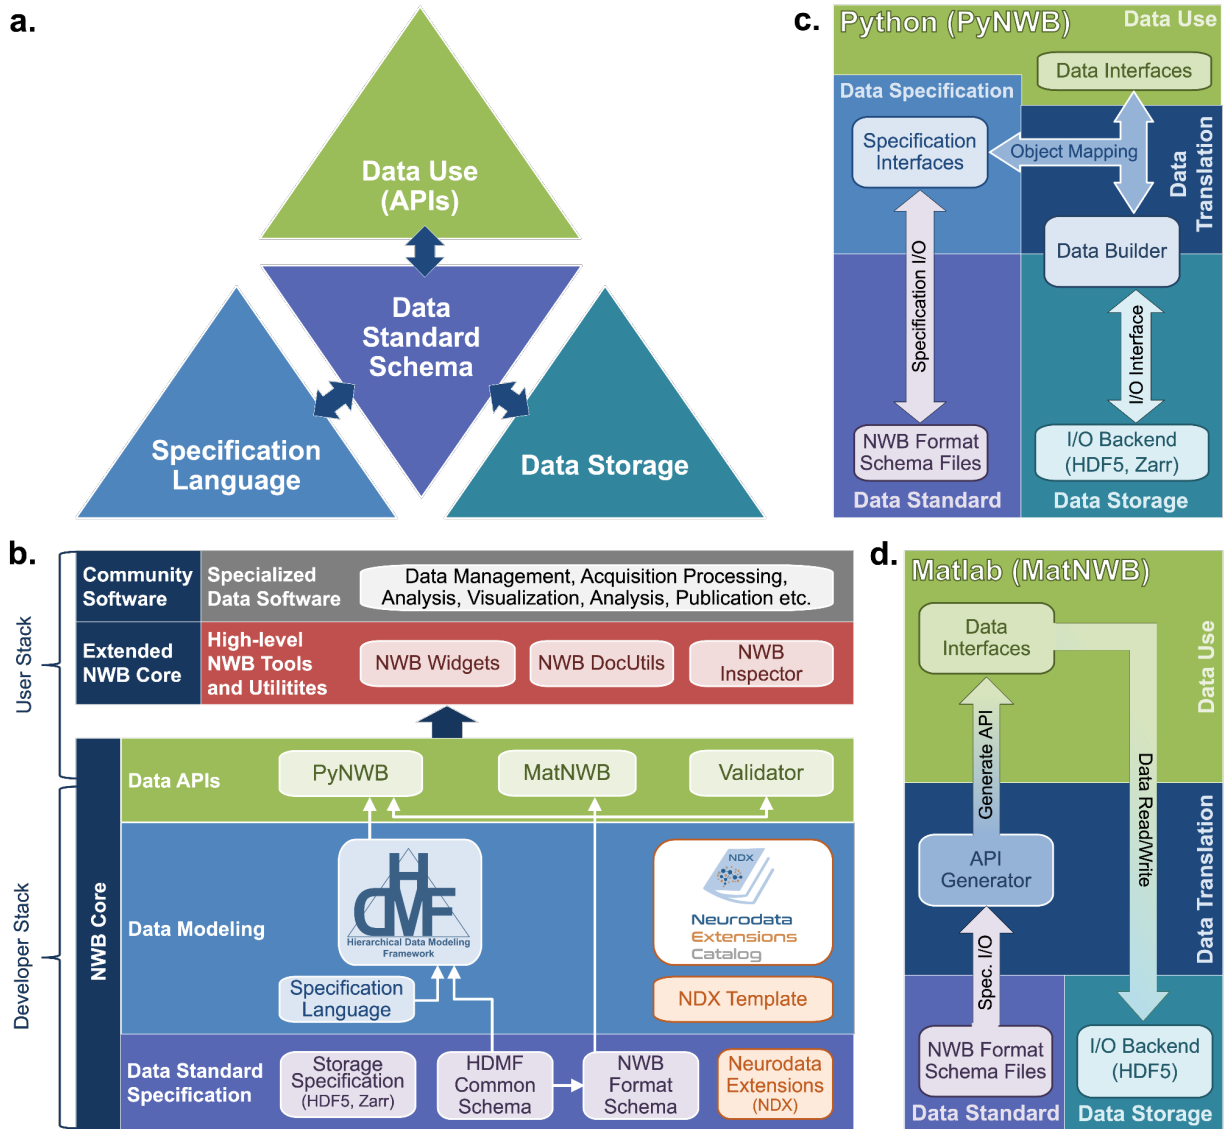 a.
Data Use
(APIs)
Data
Standard
Schema
Specification
Language
Data Storage
b.
User Stack
Developer Stack
Community
Software
Specialized
Data Software
Data Management, Acquisition Processing,
Analysis, Visualization, Analysis, Publication etc.
Extended
NWB Core
High-level
NWB Tools
and Utilitites
NWB Widgets
NWB DocUtils
NWB
Inspector
NWB Core
Data APIs
PyNWB
MatNWB
Validator
Data Modeling
HDMF
Hierarchical Data Modeling
Framework
NDX
Neurodata
Extensions
Catalog
Specification
Language
NDX Template
Data Standard
Specification
Storage
Specification
(HDF5, Zarr)
HDMF
Common
Schema
NWB
Format
Schema
Neurodata
Extensions
(NDX)
c.
Python (PyNWB)
Data Use
Data Interfaces
Data Specification
Specification
Interfaces
Object Mapping
Data
Translation
Data Builder
Specification I/O
I/O Interface
NWB Format
Schema Files
I/O Backend
(HDF5, Zarr)
Data Standard
Data Storage
d.
Matlab (MatNWB)
Data
Interfaces
Data Use
Generate API
Data Read/Write
API
Generator
Data Translation
Spec. I/O
NWB Format
Schema Files
I/O Backend
(HDF5)
Data Standard
Data Storage